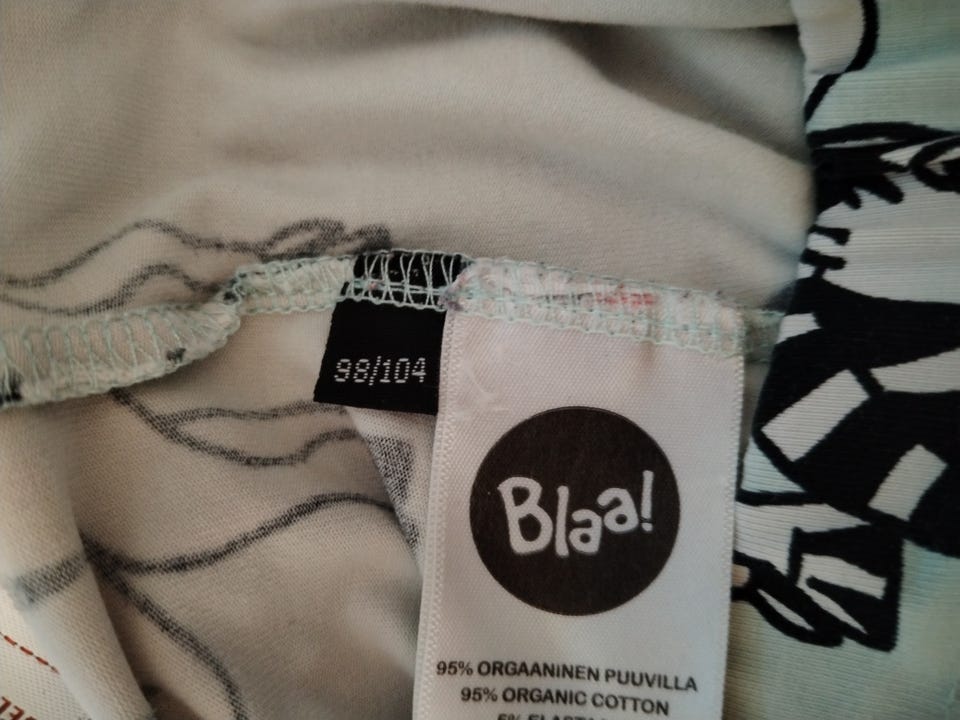 98/104
Blaa!
95% ORGAANINEN PUUVILLA
95% ORGANIC COTTON